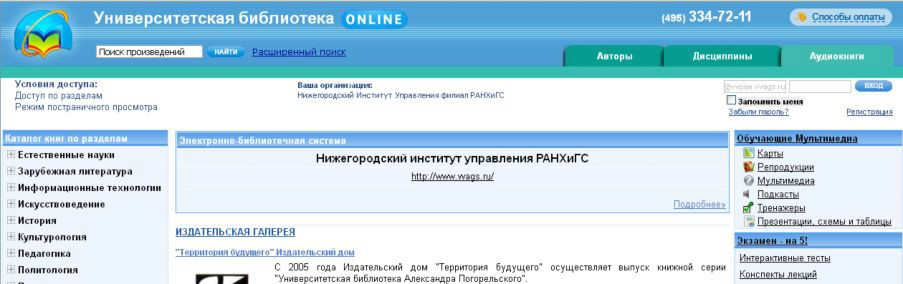 Университетская библиотека ONLINE
(495) 334-72-11
Способы оплаты
Поиск произведений
НАЙТИ
Расширенный поиск
Авторы
Дисциплины
Аудиокниги
Условия доступа:
Доступ по разделам
Режим постраничного просмотра
Ваша организация:
Нижегородский Институт Управления филиал РАНХиГС
ВХОД
Запомнить меня
Забыли пароль?
Регистрация
Каталог книг по разделам
Естественные науки
Зарубежная литература
Информационные технологии
Искусствоведение
История
Культурология
Педагогика
Политология
Электронно-библиотечная система
Нижегородский институт управления РАНХиГС
http://www.vvags.ru/
Подробнее»
ИЗДАТЕЛЬСКАЯ ГАЛЕРЕЯ
"Территория будущего" Издательский дом
С 2005 года Издательский дом "Территория будущего" осуществляет выпуск книжной серии
"Университетская библиотека Александра Погорельского".
Обучающие Мультимедиа
Карты
Репродукции
Мультимедиа
Подкасты
Тренажеры
Презентации, схемы и таблицы
Экзамен - на 5!
Интерактивные тесты
Конспекты лекций